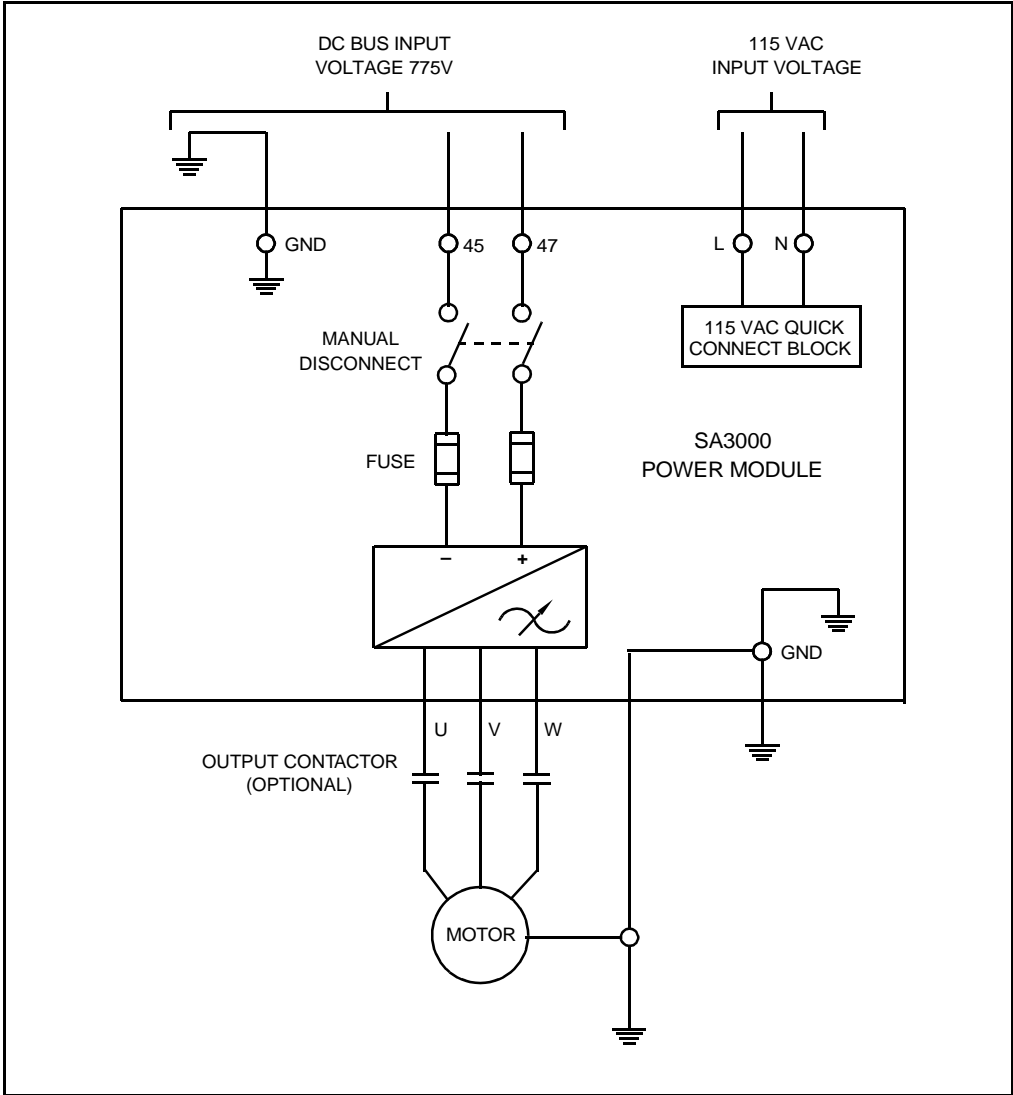 DC BUS INPUT
VOLTAGE 775V
115 VAC
INPUT VOLTAGE
GND
45
47
L
N
MANUAL
DISCONNECT
115 VAC QUICK
CONNECT BLOCK
FUSE
SA3000
POWER MODULE
–
+
GND
U
V
W
OUTPUT CONTACTOR
(OPTIONAL)
MOTOR